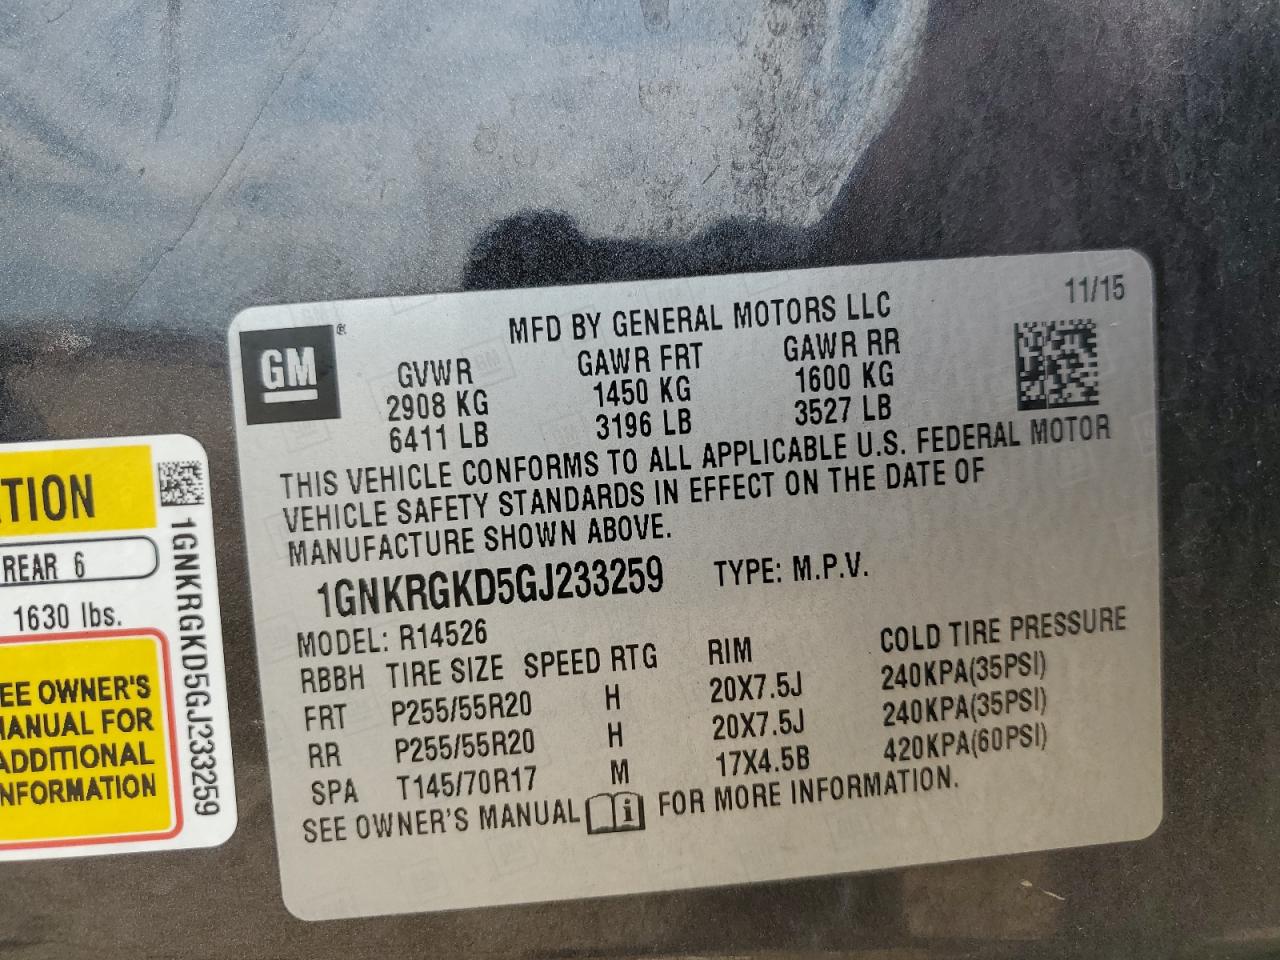 11/15
GM ®
MFD BY GENERAL MOTORS LLC
GVWR GAWR FRT GAWR RR
2908 KG 1450 KG 1600 KG
6411 LB 3196 LB 3527 LB
THIS VEHICLE CONFORMS TO ALL APPLICABLE U.S. FEDERAL MOTOR
VEHICLE SAFETY STANDARDS IN EFFECT ON THE DATE OF
MANUFACTURE SHOWN ABOVE.
1GNKRGKD5GJ233259 TYPE: M.P.V.
MODEL: R14526
RBBH TIRE SIZE SPEED RTG RIM COLD TIRE PRESSURE
FRT P255/55R20 H 20X7.5J 240KPA(35PSI)
RR P255/55R20 H 20X7.5J 240KPA(35PSI)
SPA T145/70R17 M 17X4.5B 420KPA(60PSI)
SEE OWNER'S MANUAL i FOR MORE INFORMATION.
TION
REAR 6
1630 lbs.
EE OWNER'S
ANUAL FOR
ADDITIONAL
NFORMATION
1GNKRGKD5GJ233259